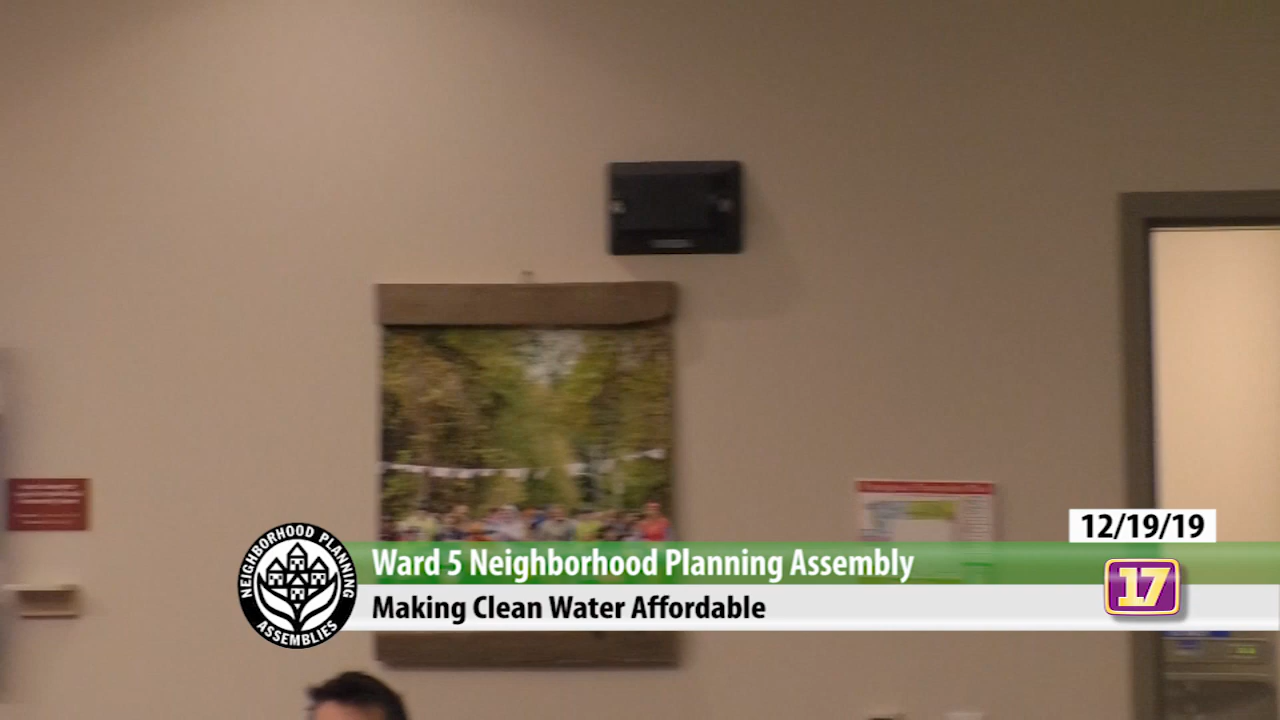 12/19/19
NEIGHBORHOOD PLANNING
ASSEMBLIES
Ward 5 Neighborhood Planning Assembly
17
Making Clean Water Affordable